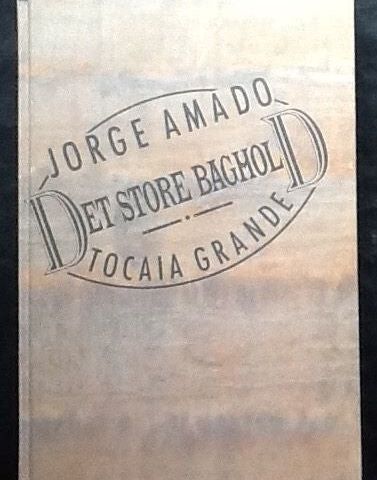 JORGE AMADO
DET STORE BAGHOLD
TOCAIA GRANDE